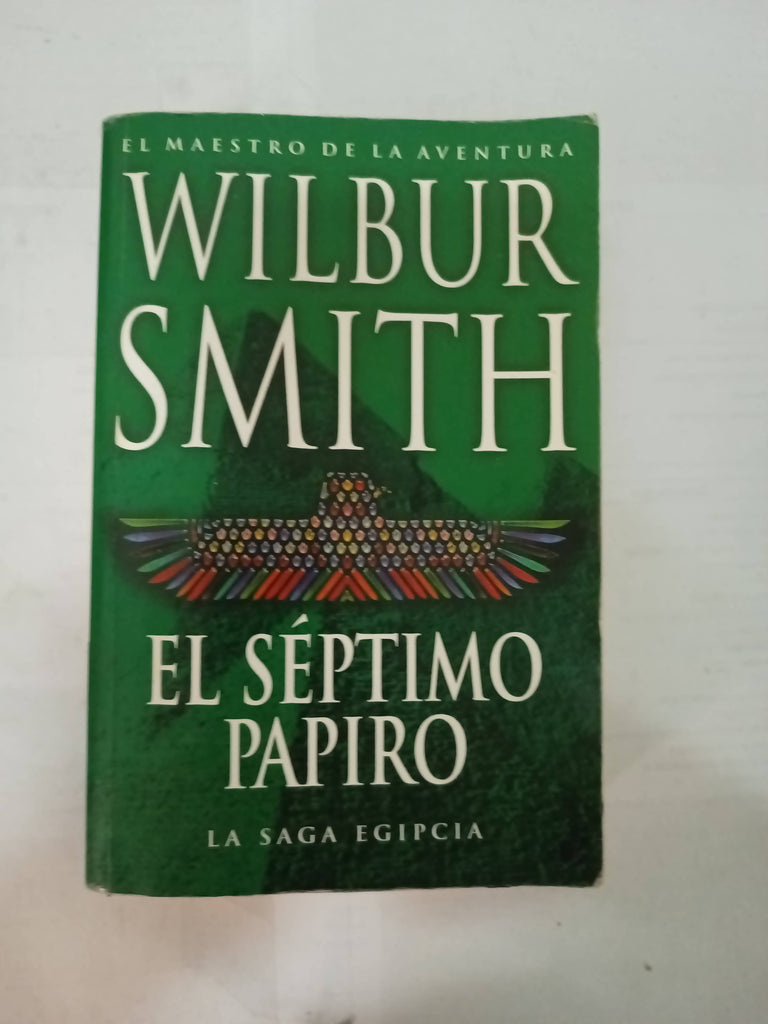 EL MAESTRO DE LA AVENTURA
WILBUR
SMITH
EL SÉPTIMO
PAPIRO
LA SAGA EGIPCIA